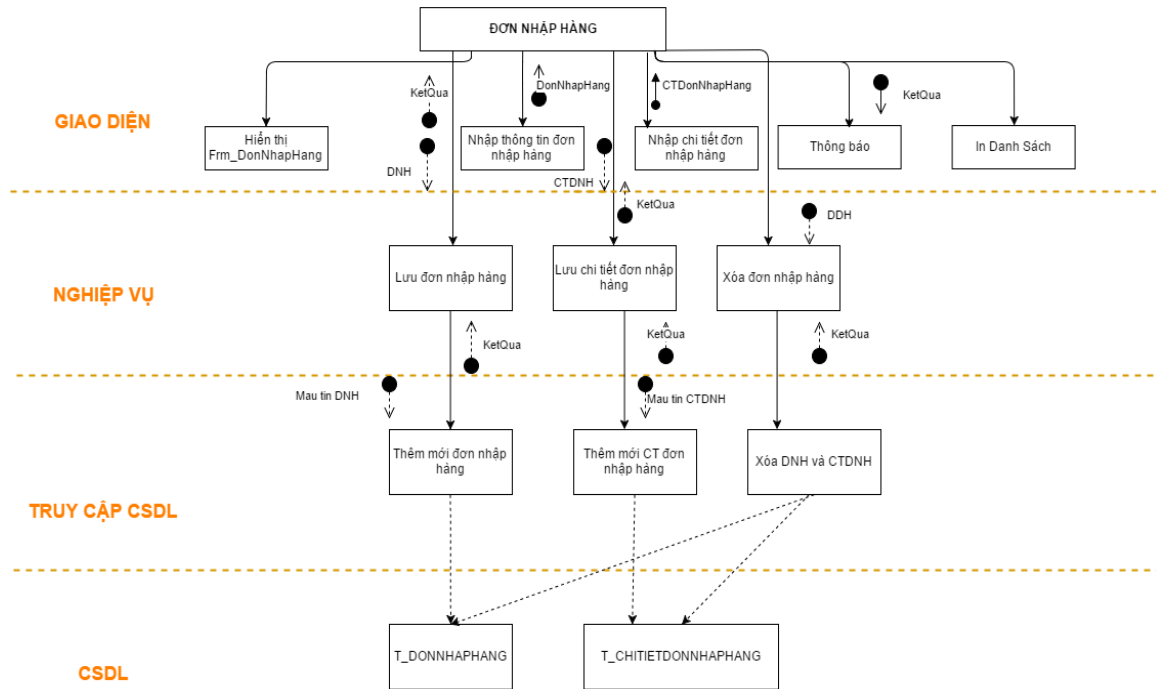 ĐƠN NHẬP HÀNG
KetQua
DonNhapHang
CTDonNhapHang
KetQua
GIAO DIỆN
Hiển thị
Frm_DonNhapHang
Nhập thông tin đơn
nhập hàng
Nhập chi tiết đơn
nhập hàng
Thông báo
In Danh Sách
DNH
CTDNH
KetQua
DDH
NGHIỆP VỤ
Lưu đơn nhập hàng
Lưu chi tiết đơn nhập
hàng
Xóa đơn nhập hàng
KetQua
KetQua
KetQua
Mau tin DNH
Mau tin CTDNH
Thêm mới đơn nhập
hàng
Thêm mới CT đơn
nhập hàng
Xóa DNH và CTDNH
TRUY CẬP CSDL
T_DONNHAPHANG
T_CHITIETDONNHAPHANG
CSDL